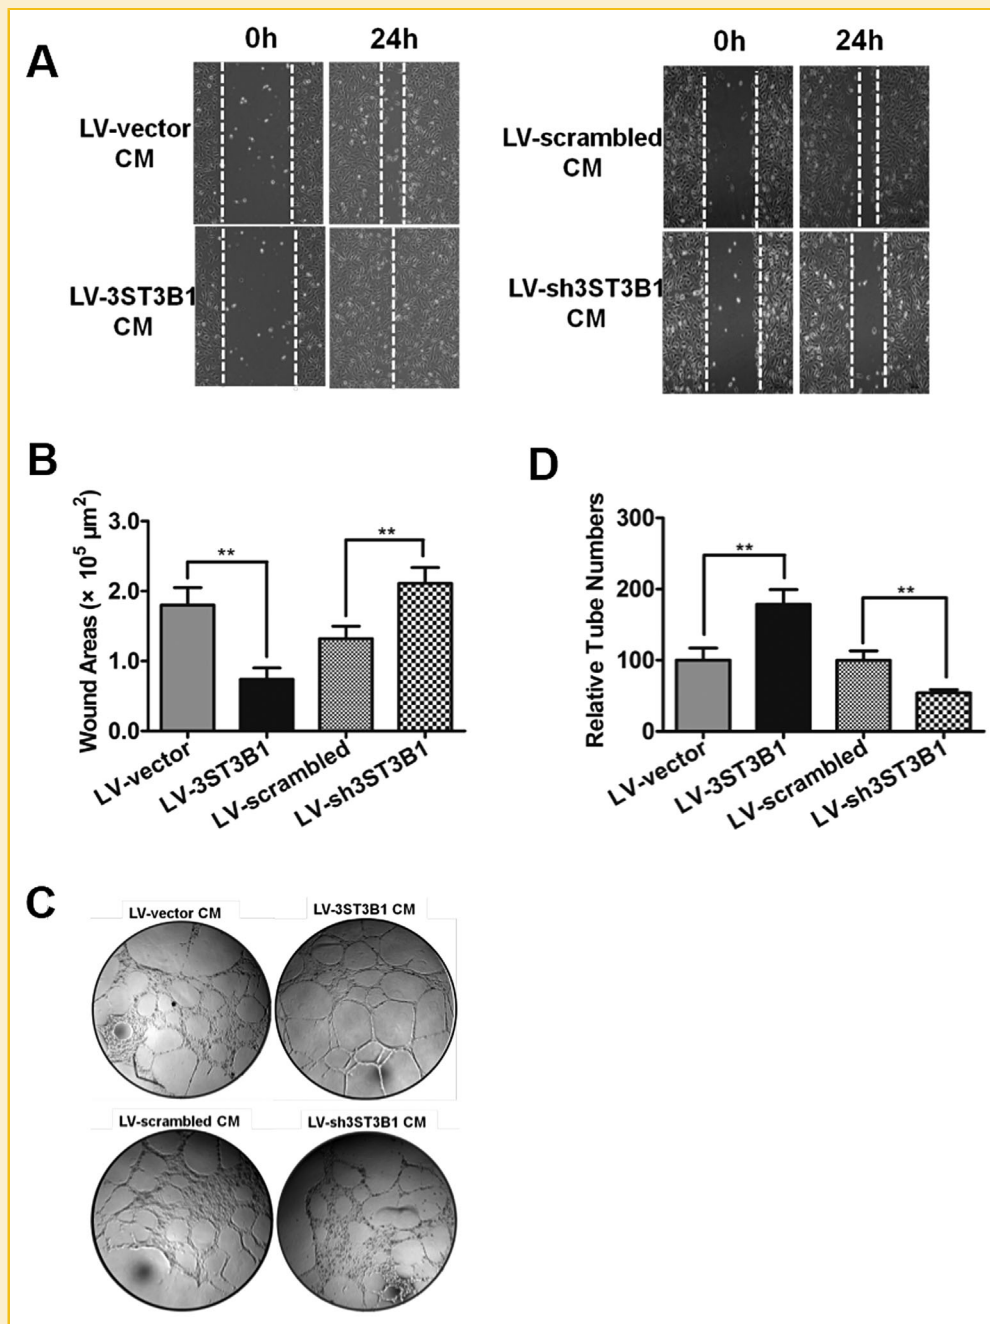 A
0h 24h
LV-vector
CM
LV-3ST3B1
CM
0h 24h
LV-scrambled
CM
LV-sh3ST3B1
CM
B
Wound Areas (× 10⁵ µm²)
3.0
2.0
1.0
0.0
**
**
LV-vector
LV-3ST3B1
LV-scrambled
LV-sh3ST3B1
D
Relative Tube Numbers
300
200
100
0
**
**
LV-vector
LV-3ST3B1
LV-scrambled
LV-sh3ST3B1
C
LV-vector CM
LV-3ST3B1 CM
LV-scrambled CM
LV-sh3ST3B1 CM